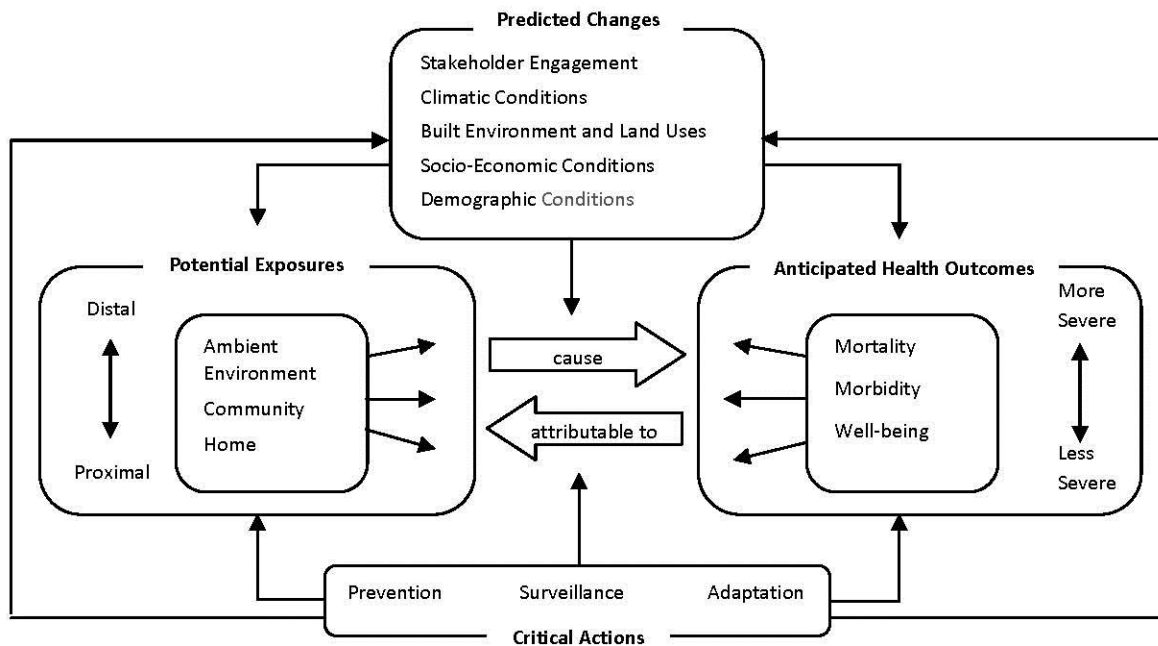 Predicted Changes
Stakeholder Engagement
Climatic Conditions
Built Environment and Land Uses
Socio-Economic Conditions
Demographic Conditions
Potential Exposures
Distal
Proximal
Ambient
Environment
Community
Home
cause
attributable to
Anticipated Health Outcomes
Mortality
Morbidity
Well-being
More
Severe
Less
Severe
Prevention
Surveillance
Adaptation
Critical Actions